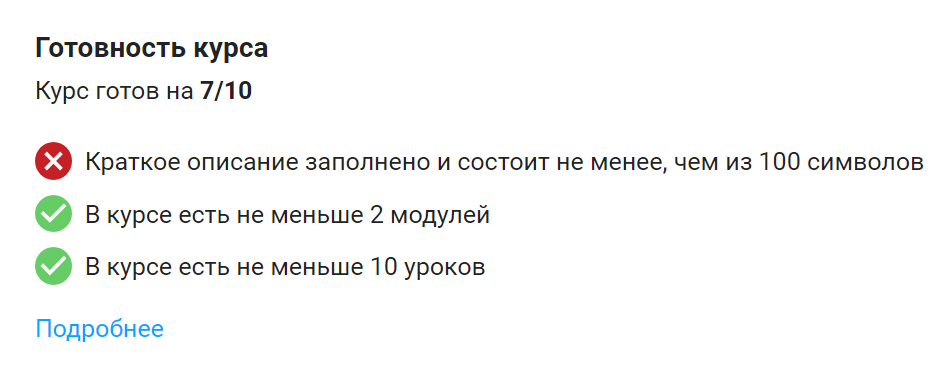 Готовность курса
Курс готов на 7/10
Краткое описание заполнено и состоит не менее, чем из 100 символов
В курсе есть не меньше 2 модулей
В курсе есть не меньше 10 уроков
Подробнее